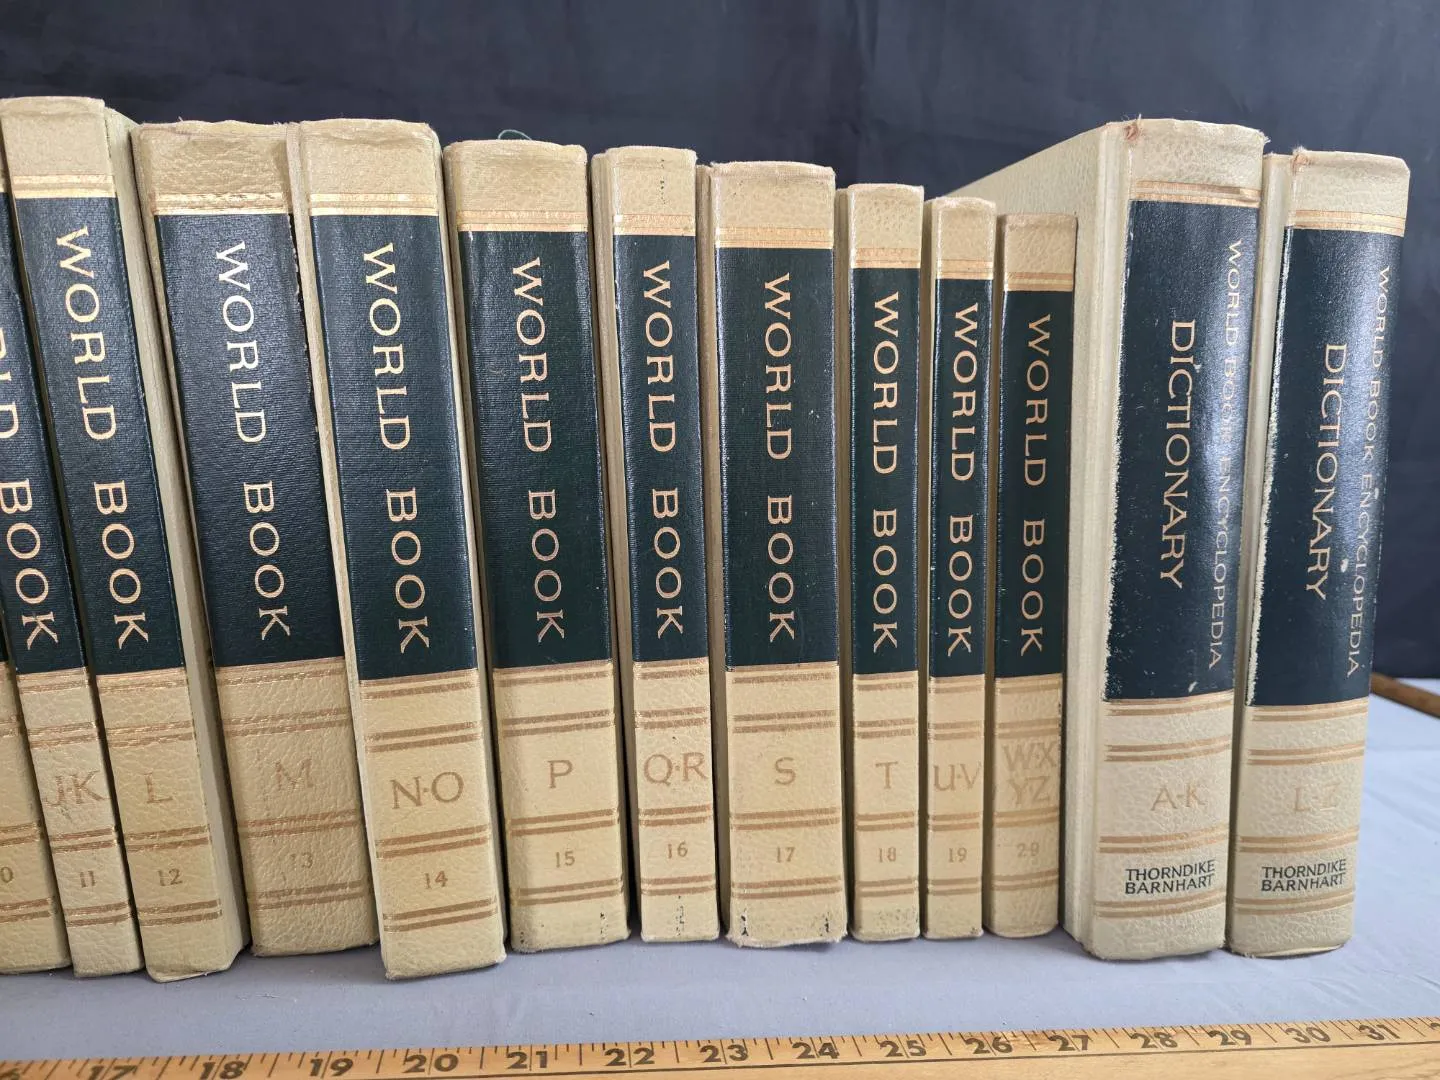 BOOK
WORLD BOOK
J·K
11
WORLD BOOK
L
12
WORLD BOOK
M
13
WORLD BOOK
N·O
14
WORLD BOOK
P
15
WORLD BOOK
Q·R
16
WORLD BOOK
S
17
WORLD BOOK
T
18
WORLD BOOK
U·V
19
WORLD BOOK
W·X
Y·Z
20
WORLD BOOK ENCYCLOPEDIA
DICTIONARY
A·K
THORNDIKE
BARNHART
WORLD BOOK ENCYCLOPEDIA
DICTIONARY
L·Z
THORNDIKE
BARNHART
17 18 19 20 21 22 23 24 25 26 27 28 29 30 31